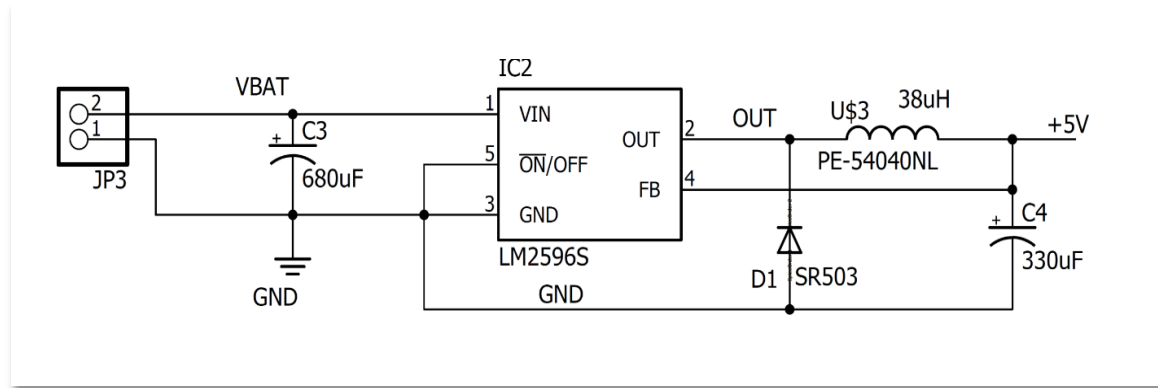 IC2
VBAT
2
1
JP3
+
C3
680uF
GND
1
VIN
5
ON/OFF
3
GND
OUT
2
FB
4
LM2596S
GND
OUT
U$3
38uH
PE-54040NL
+5V
D1
SR503
+
C4
330uF